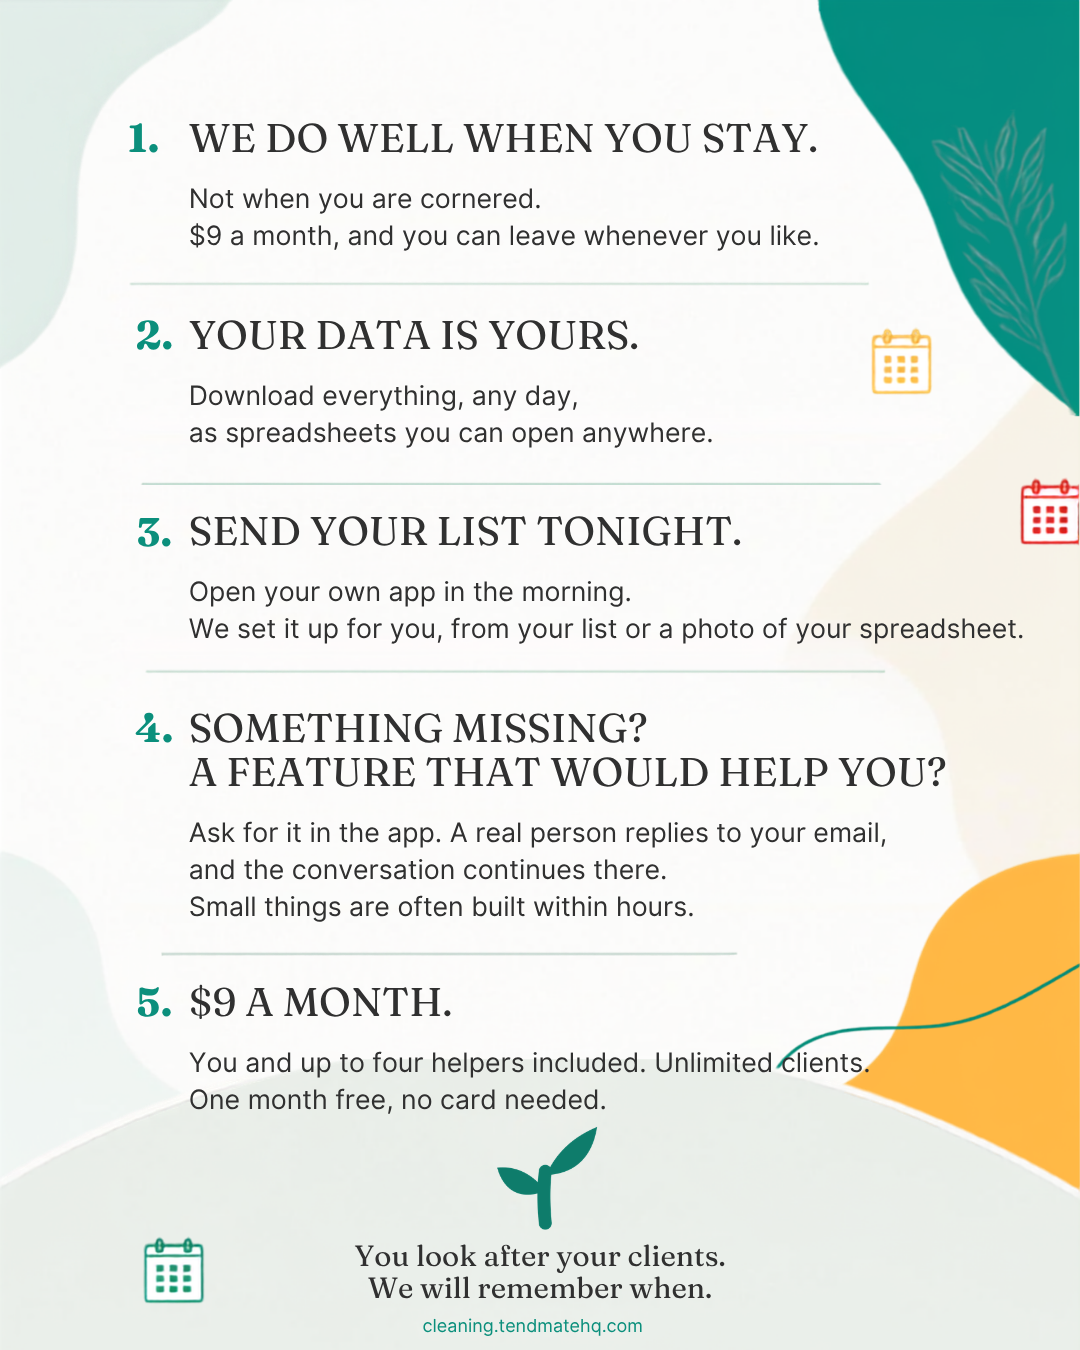 1. WE DO WELL WHEN YOU STAY.
Not when you are cornered.
$9 a month, and you can leave whenever you like.
2. YOUR DATA IS YOURS.
Download everything, any day,
as spreadsheets you can open anywhere.
3. SEND YOUR LIST TONIGHT.
Open your own app in the morning.
We set it up for you, from your list or a photo of your spreadsheet.
4. SOMETHING MISSING?
A FEATURE THAT WOULD HELP YOU?
Ask for it in the app. A real person replies to your email,
and the conversation continues there.
Small things are often built within hours.
5. $9 A MONTH.
You and up to four helpers included. Unlimited clients.
One month free, no card needed.
You look after your clients.
We will remember when.
cleaning.tendmatehq.com